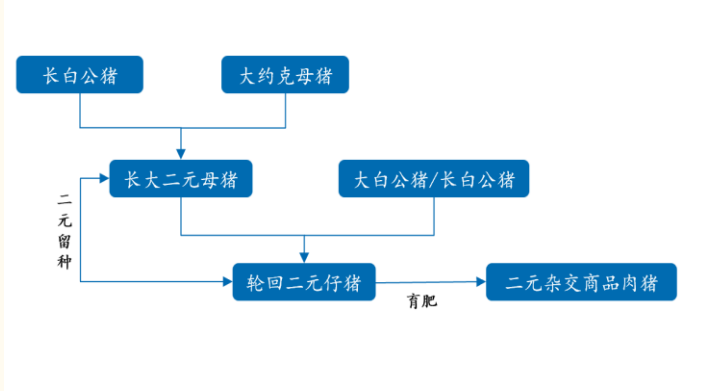 长白公猪
大约克母猪
长大二元母猪
大白公猪/长白公猪
二元留种
轮回二元仔猪
育肥
二元杂交商品肉猪